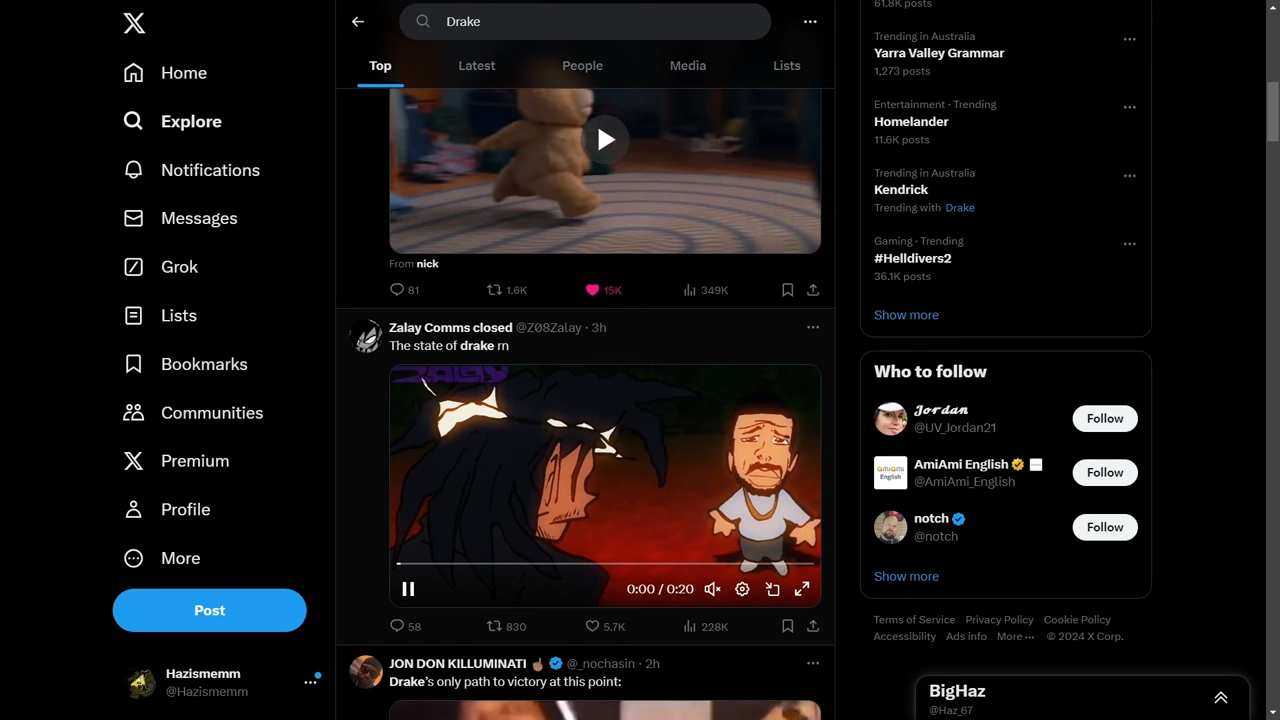 Home
Explore
Notifications
Messages
Grok
Lists
Bookmarks
Communities
Premium
Profile
More
Post
Hazismemm
@Hazismemm
Drake
Top
Latest
People
Media
Lists
From nick
81
1.6K
15K
349K
Zalay Comms closed @Z08Zalay · 3h
The state of drake rn
ZALAY
0:00 / 0:20
58
830
5.7K
228K
JON DON KILLUMINATI @_nochasin · 2h
Drake’s only path to victory at this point:
61.8K posts
Trending in Australia
Yarra Valley Grammar
1,273 posts
Entertainment · Trending
Homelander
11.6K posts
Trending in Australia
Kendrick
Trending with Drake
Gaming · Trending
#Helldivers2
36.1K posts
Show more
Who to follow
𝓙𝓸𝓻𝓭𝓪𝓷
@UV_Jordan21
Follow
AmiAmi English
@AmiAmi_English
Follow
notch
@notch
Follow
Show more
Terms of Service Privacy Policy Cookie Policy
Accessibility Ads info More ··· © 2024 X Corp.
BigHaz
@Haz_67